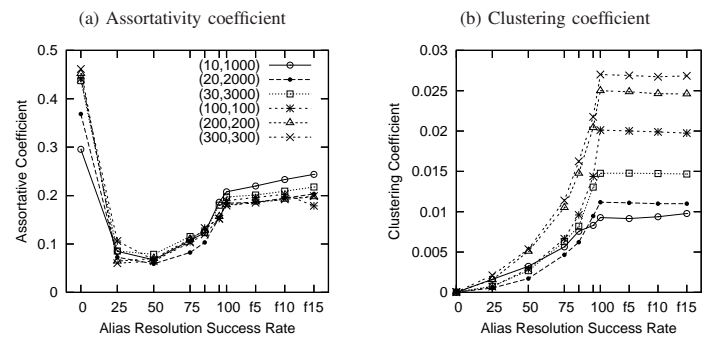 (a) Assortativity coefficient
(b) Clustering coefficient
0.5
0.4
0.3
0.2
0.1
0
Assortative Coefficient
(10,1000)
(20,2000)
(30,3000)
(100,100)
(200,200)
(300,300)
0 25 50 75 100 f5 f10 f15
Alias Resolution Success Rate
0.03
0.025
0.02
0.015
0.01
0.005
0
Clustering Coefficient
0 25 50 75 100 f5 f10 f15
Alias Resolution Success Rate